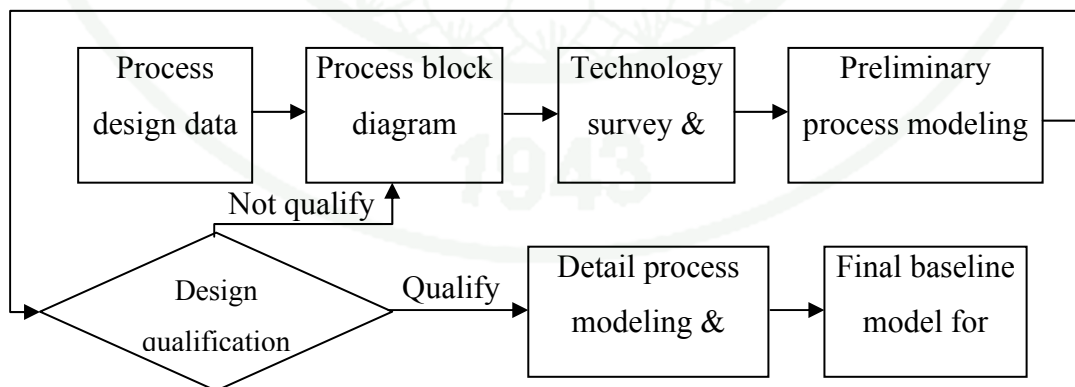 Process
design data
Process block
diagram
Technology
survey &
Preliminary
process modeling
1943
Not qualify
Design
qualification
Qualify
Detail process
modeling &
Final baseline
model for